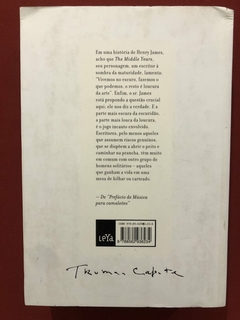 Em uma história de Henry James,
acho que The Middle Years,
seu personagem, um escritor à
sombra da maturidade, lamenta:
"Vivemos no escuro, fazemos o
que podemos, o resto é loucura
da arte". Enfim, o sr. James
está propondo a questão crucial
aqui, ele nos diz a verdade. E a
parte mais escura da escuridão,
a parte mais louca da loucura,
é o jogo incauto envolvido.
Escritores, pelo menos aqueles
que assumem riscos genuínos,
que se dispõem a abrir o peito e
caminhar na prancha, têm muito
em comum com outro grupo de
homens solitários – aqueles
que ganham a vida em uma
mesa de bilhar ou carteado.
—De "Prefácio de Música
para camaleões"
LeYa
Truman Capote